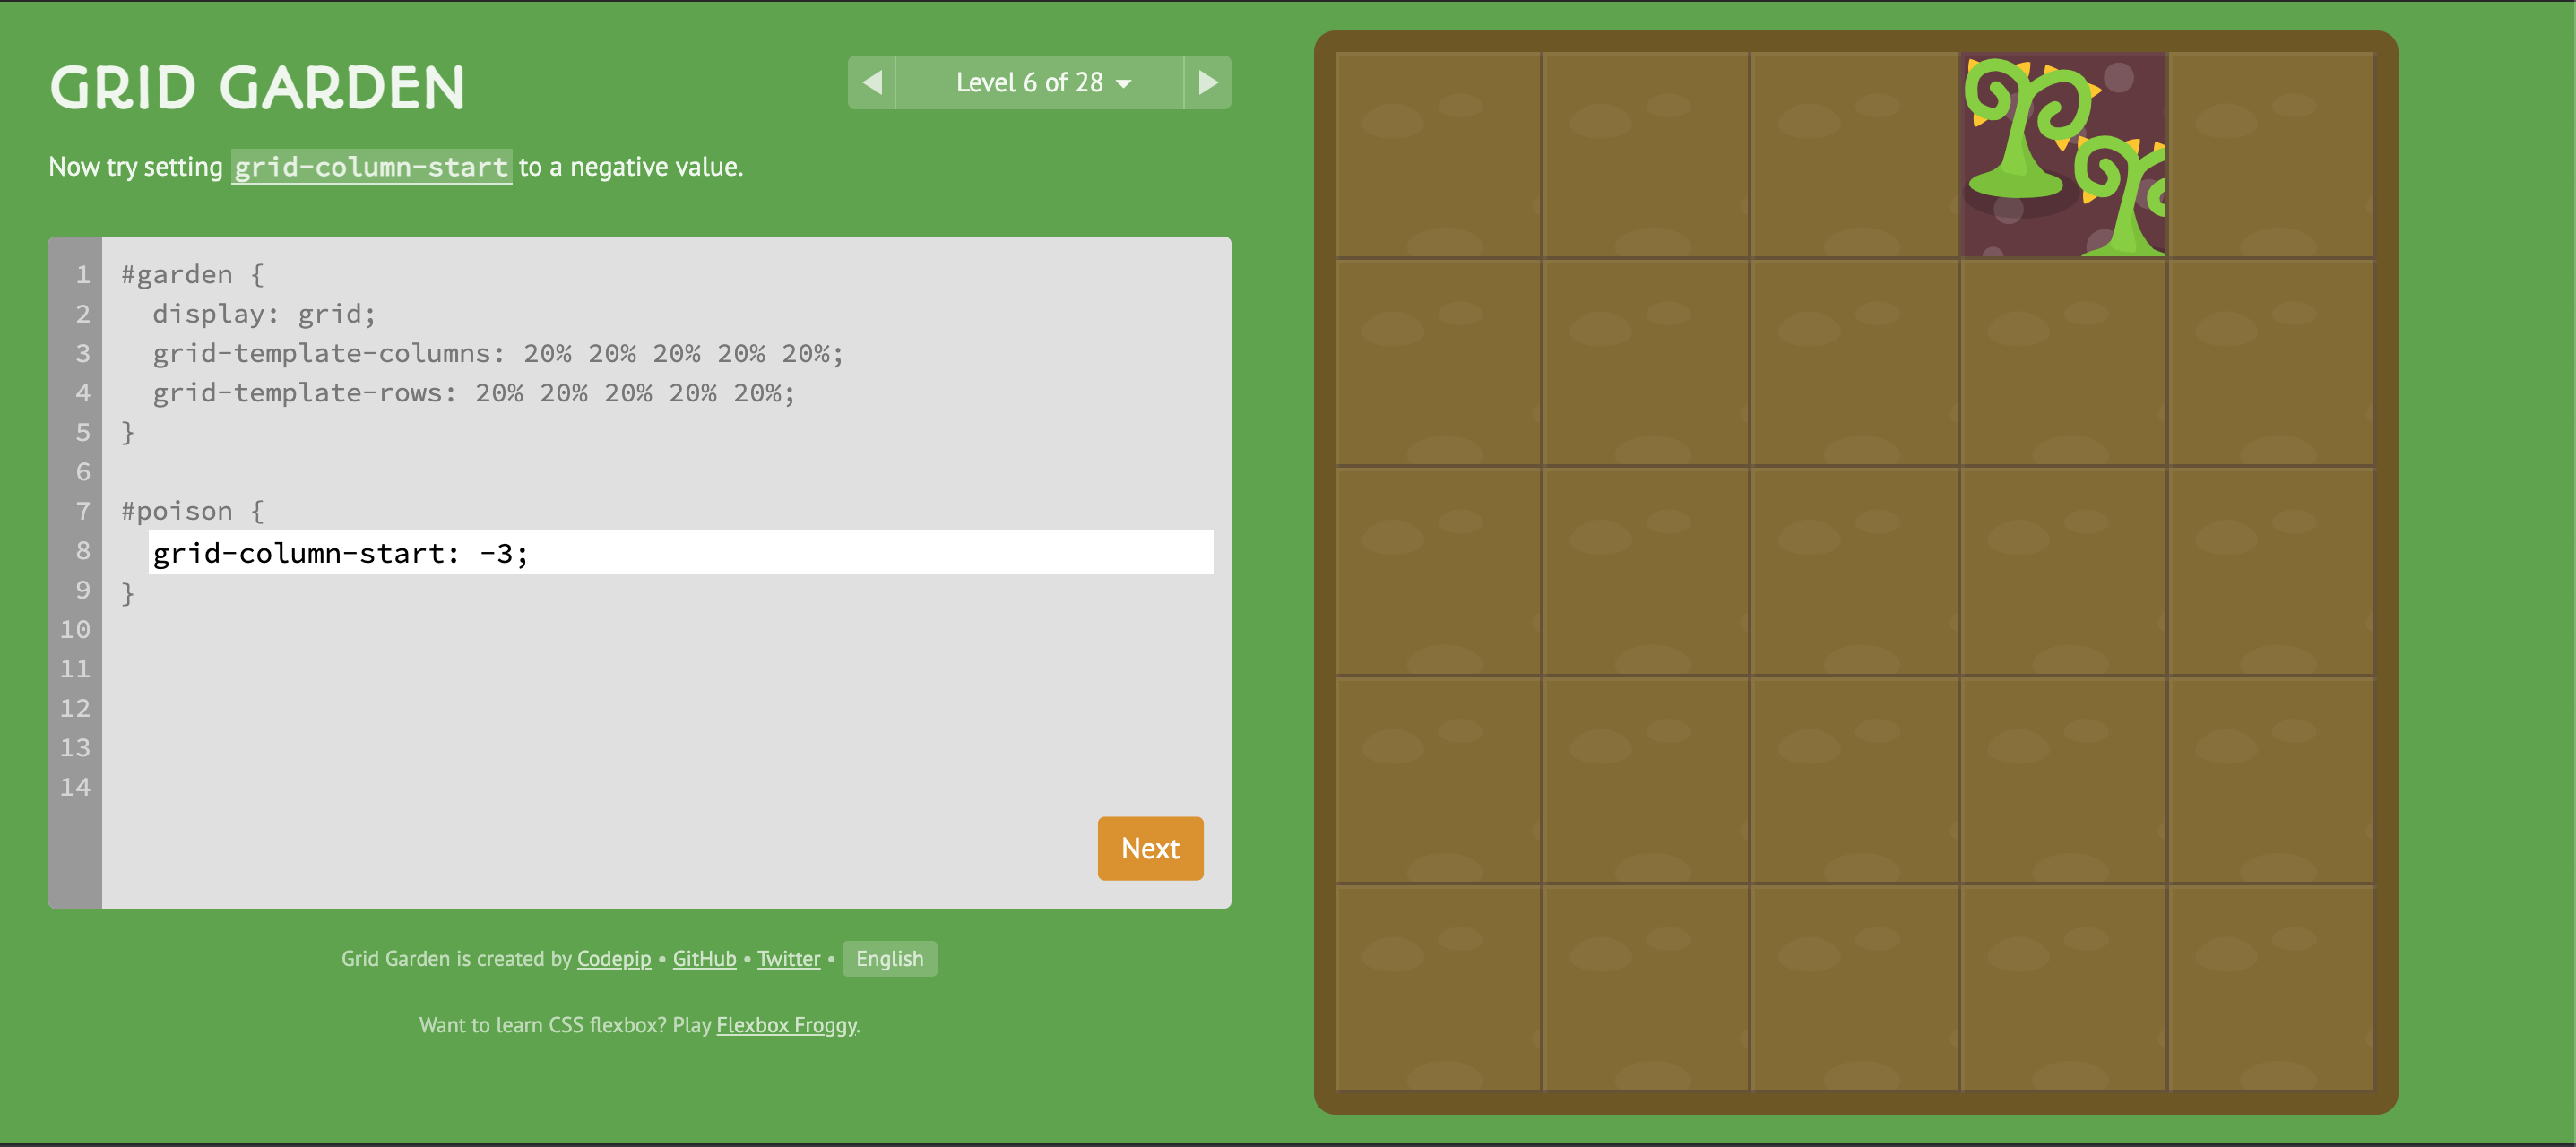 GRID GARDEN
Level 6 of 28
Now try setting grid-column-start to a negative value.
1 #garden {
2   display: grid;
3   grid-template-columns: 20% 20% 20% 20% 20%;
4   grid-template-rows: 20% 20% 20% 20% 20%;
5 }
6
7 #poison {
8   grid-column-start: -3;
9 }
10
11
12
13
14
Next
Grid Garden is created by Codepip • GitHub • Twitter • English
Want to learn CSS flexbox? Play Flexbox Froggy.